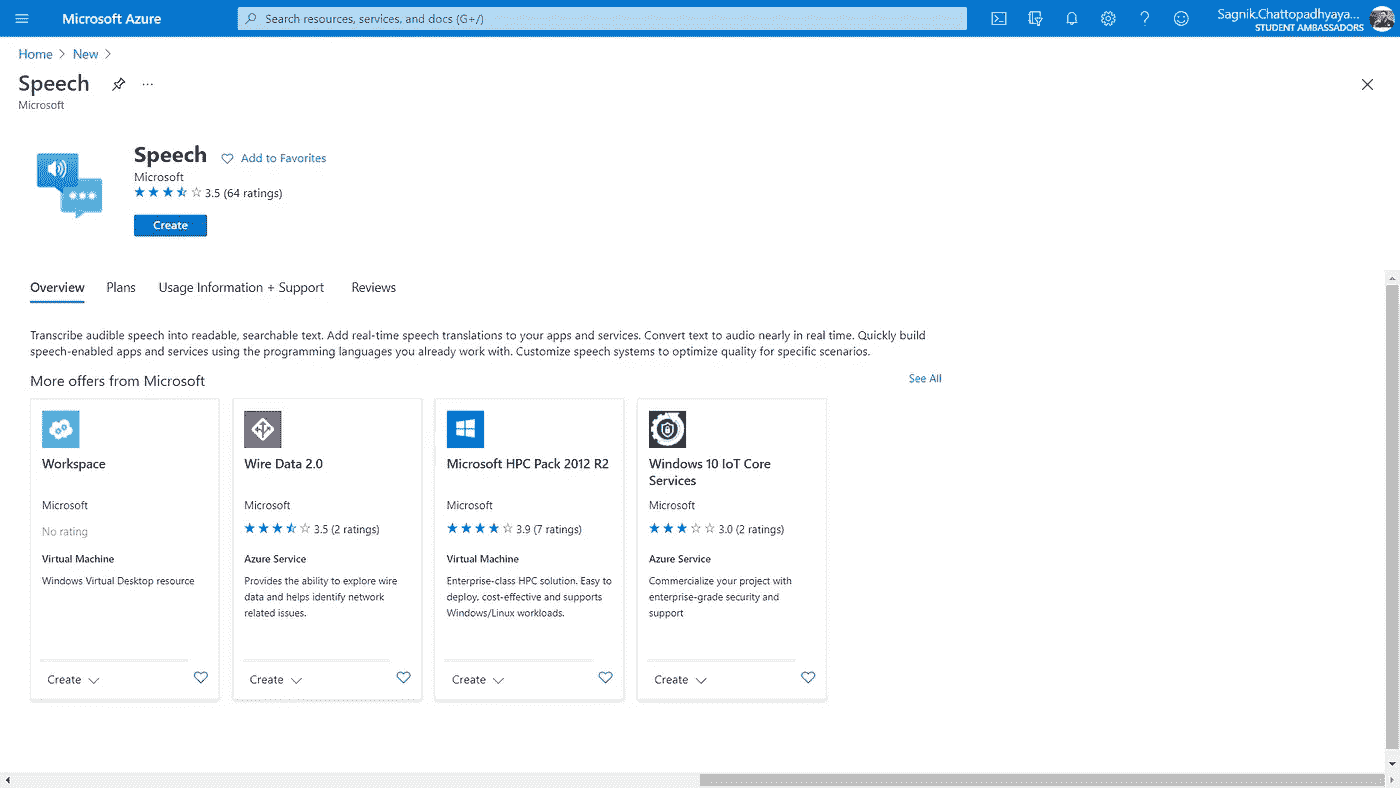 Microsoft Azure
Search resources, services, and docs (G+/)
Sagnik.Chattopadhyaya...
STUDENT AMBASSADORS
Home > New >
Speech
...
Microsoft
Speech
Add to Favorites
Microsoft
3.5 (64 ratings)
Create
Overview Plans Usage Information + Support Reviews
Transcribe audible speech into readable, searchable text. Add real-time speech translations to your apps and services. Convert text to audio nearly in real time. Quickly build
speech-enabled apps and services using the programming languages you already work with. Customize speech systems to optimize quality for specific scenarios.
More offers from Microsoft
See All
Workspace
Microsoft
No rating
Virtual Machine
Windows Virtual Desktop resource
Create
Wire Data 2.0
Microsoft
3.5 (2 ratings)
Azure Service
Provides the ability to explore wire
data and helps identify network
related issues.
Create
Microsoft HPC Pack 2012 R2
Microsoft
3.9 (7 ratings)
Virtual Machine
Enterprise-class HPC solution. Easy to
deploy, cost-effective and supports
Windows/Linux workloads.
Create
Windows 10 IoT Core
Services
Microsoft
3.0 (2 ratings)
Azure Service
Commercialize your project with
enterprise-grade security and
support
Create